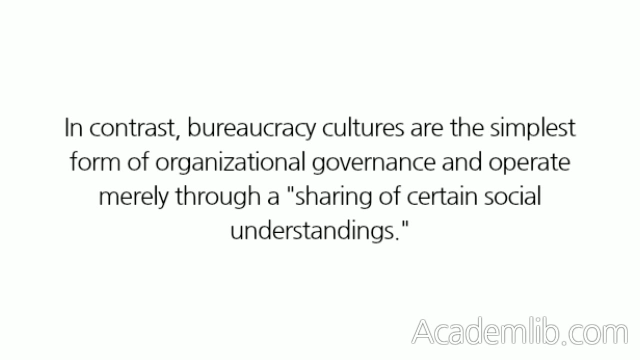 In contrast, bureaucracy cultures are the simplest
form of organizational governance and operate
merely through a "sharing of certain social
understandings."
Academlib.com